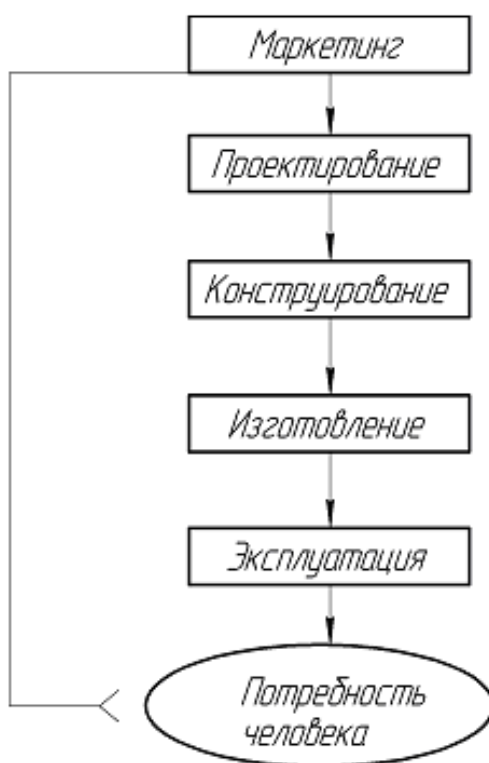 Маркетинг
Проектирование
Конструирование
Изготовление
Эксплуатация
Потребность
человека